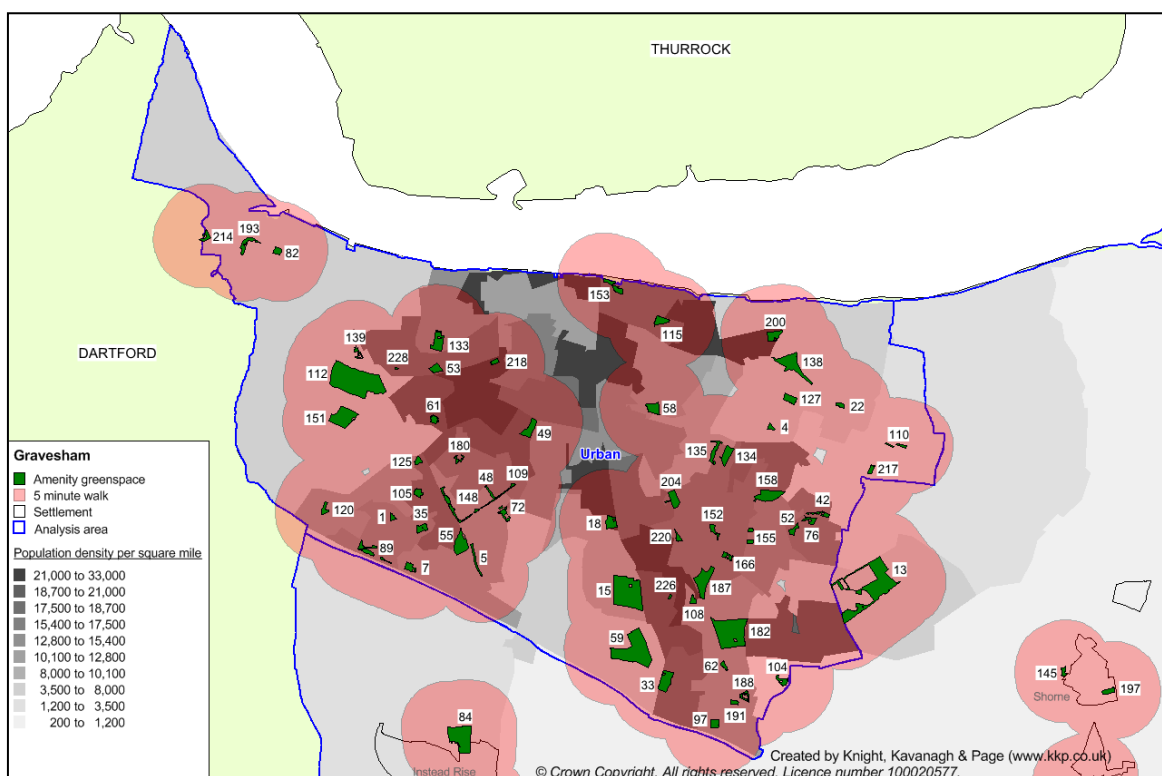 THURROCK
214
193
82
153
115
200
139
133
228
218
138
DARTFORD
53
112
127
22
61
58
151
4
49
110
Urban
135
134
180
217
125
48
109
158
204
Gravesham
Amenity greenspace
5 minute walk
Settlement
Analysis area
105
148
42
120
1
35
72
18
152
52
76
220
155
55
89
5
166
7
13
Population density per square mile
21,000 to 33,000
18,700 to 21,000
17,500 to 18,700
15,400 to 17,500
12,800 to 15,400
10,100 to 12,800
8,000 to 10,100
3,500 to 8,000
1,200 to 3,500
200 to 1,200
15
226
187
108
59
182
62
104
145
33
188
197
Shorne
191
84
97
Created by Knight, Kavanagh & Page (www.kkp.co.uk)
Instead Rise
© Crown Copyright. All rights reserved. Licence number 100020577.